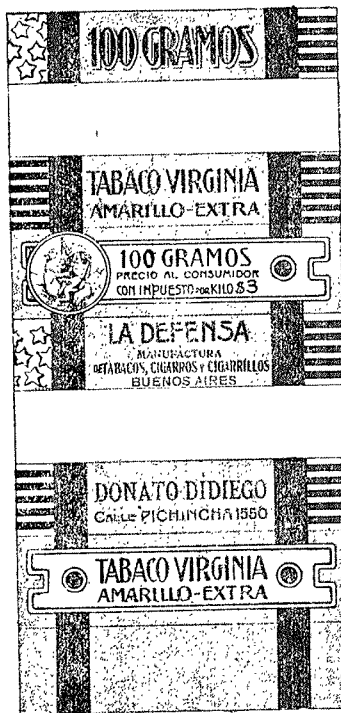 100 GRAMOS
TABACO VIRGINIA
AMARILLO-EXTRA
100 GRAMOS
PRECIO AL CONSUMIDOR
CON INPUESTO POR KILO $3
LA DEFENSA
MANUFACTURA
DE TABACOS, CIGARROS Y CIGARRILLOS
BUENOS AIRES
DONATO DIDIEGO
CALLE PICHINCHA 1550
TABACO VIRGINIA
AMARILLO-EXTRA